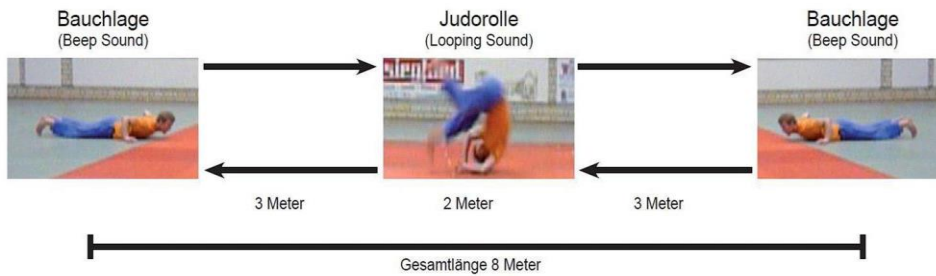 Bauchlage
(Beep Sound)
Judorolle
(Looping Sound)
Bauchlage
(Beep Sound)
3 Meter
2 Meter
3 Meter
Gesamtlänge 8 Meter